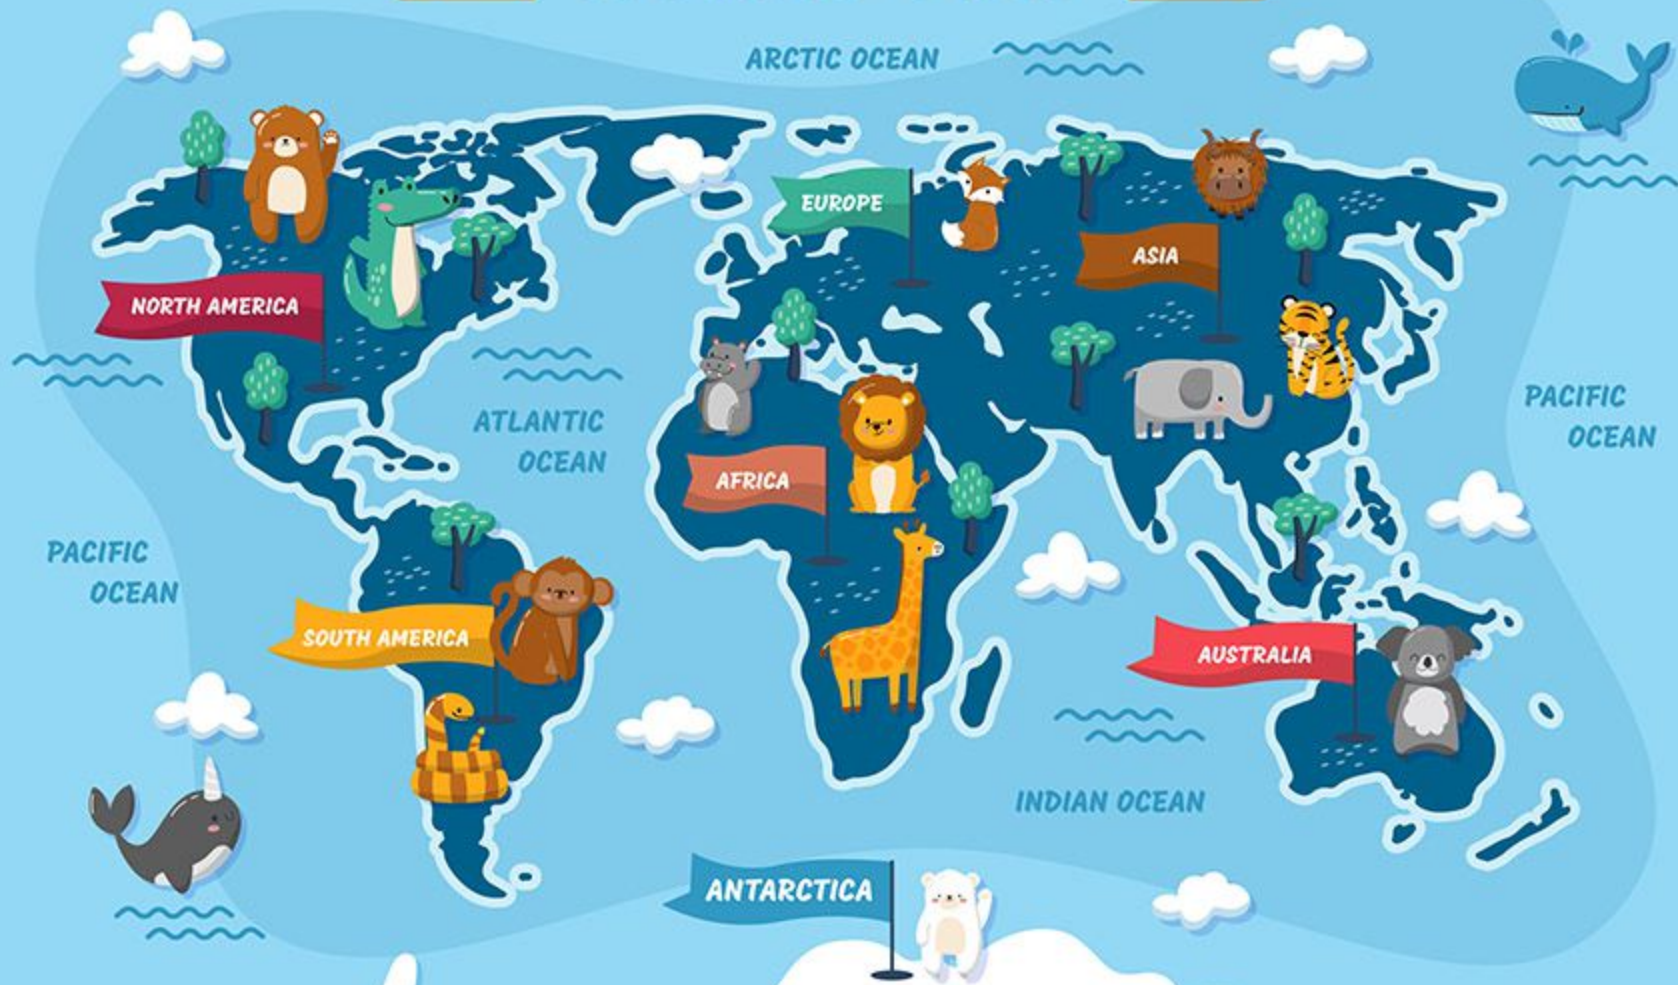 ARCTIC OCEAN
EUROPE
ASIA
NORTH AMERICA
ATLANTIC
OCEAN
PACIFIC
OCEAN
AFRICA
PACIFIC
OCEAN
SOUTH AMERICA
AUSTRALIA
INDIAN OCEAN
ANTARCTICA